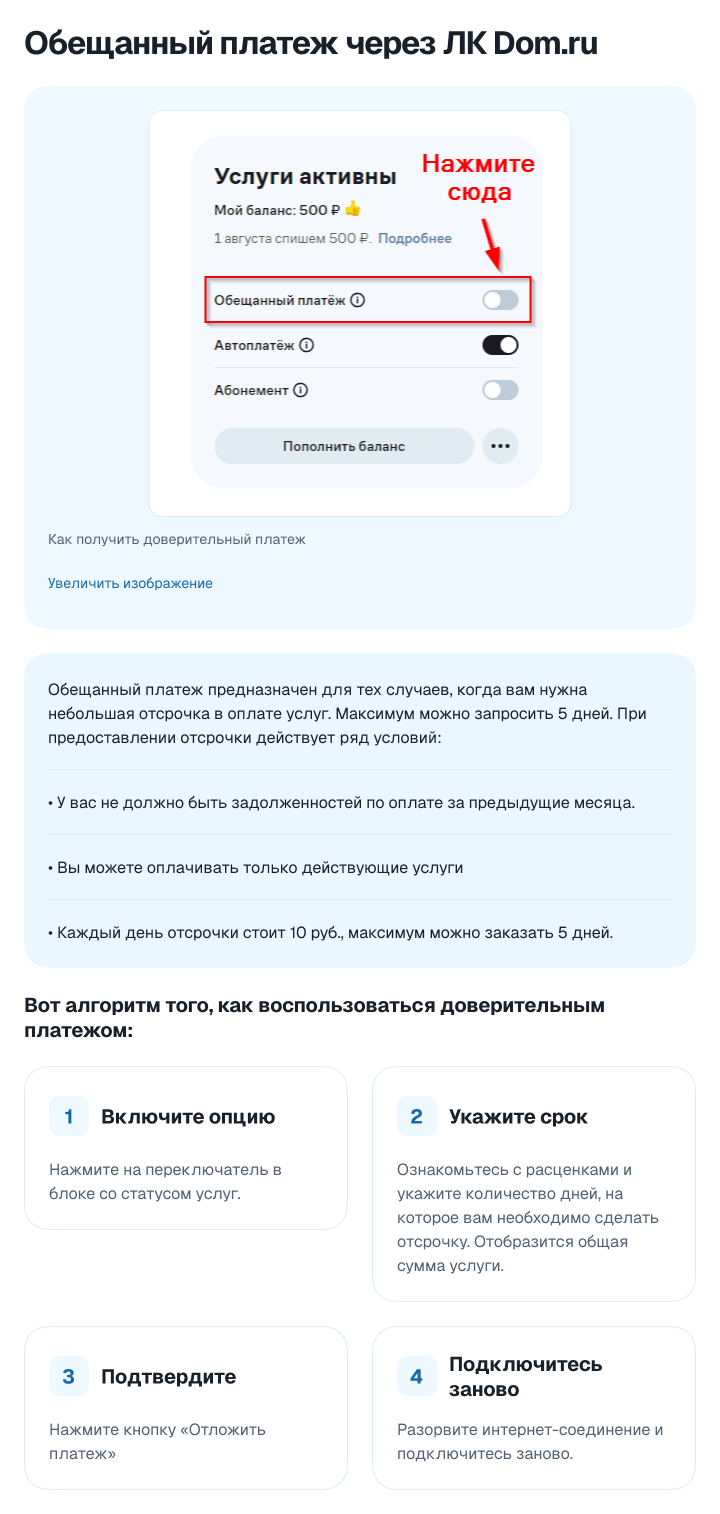 Обещанный платеж через ЛК Dom.ru
Услуги активны
Нажмите
сюда
Мой баланс: 500 ₽ 👍
1 августа спишем 500 ₽. Подробнее
Обещанный платёж
Автоплатёж
Абонемент
Пополнить баланс
Как получить доверительный платеж
Увеличить изображение
Обещанный платеж предназначен для тех случаев, когда вам нужна
небольшая отсрочка в оплате услуг. Максимум можно запросить 5 дней. При
предоставлении отсрочки действует ряд условий:
• У вас не должно быть задолженностей по оплате за предыдущие месяца.
• Вы можете оплачивать только действующие услуги
• Каждый день отсрочки стоит 10 руб., максимум можно заказать 5 дней.
Вот алгоритм того, как воспользоваться доверительным
платежом:
1 Включите опцию
Нажмите на переключатель в
блоке со статусом услуг.
2 Укажите срок
Ознакомьтесь с расценками и
укажите количество дней, на
которое вам необходимо сделать
отсрочку. Отобразится общая
сумма услуги.
3 Подтвердите
Нажмите кнопку «Отложить
платеж»
4 Подключитесь
заново
Разорвите интернет-соединение и
подключитесь заново.